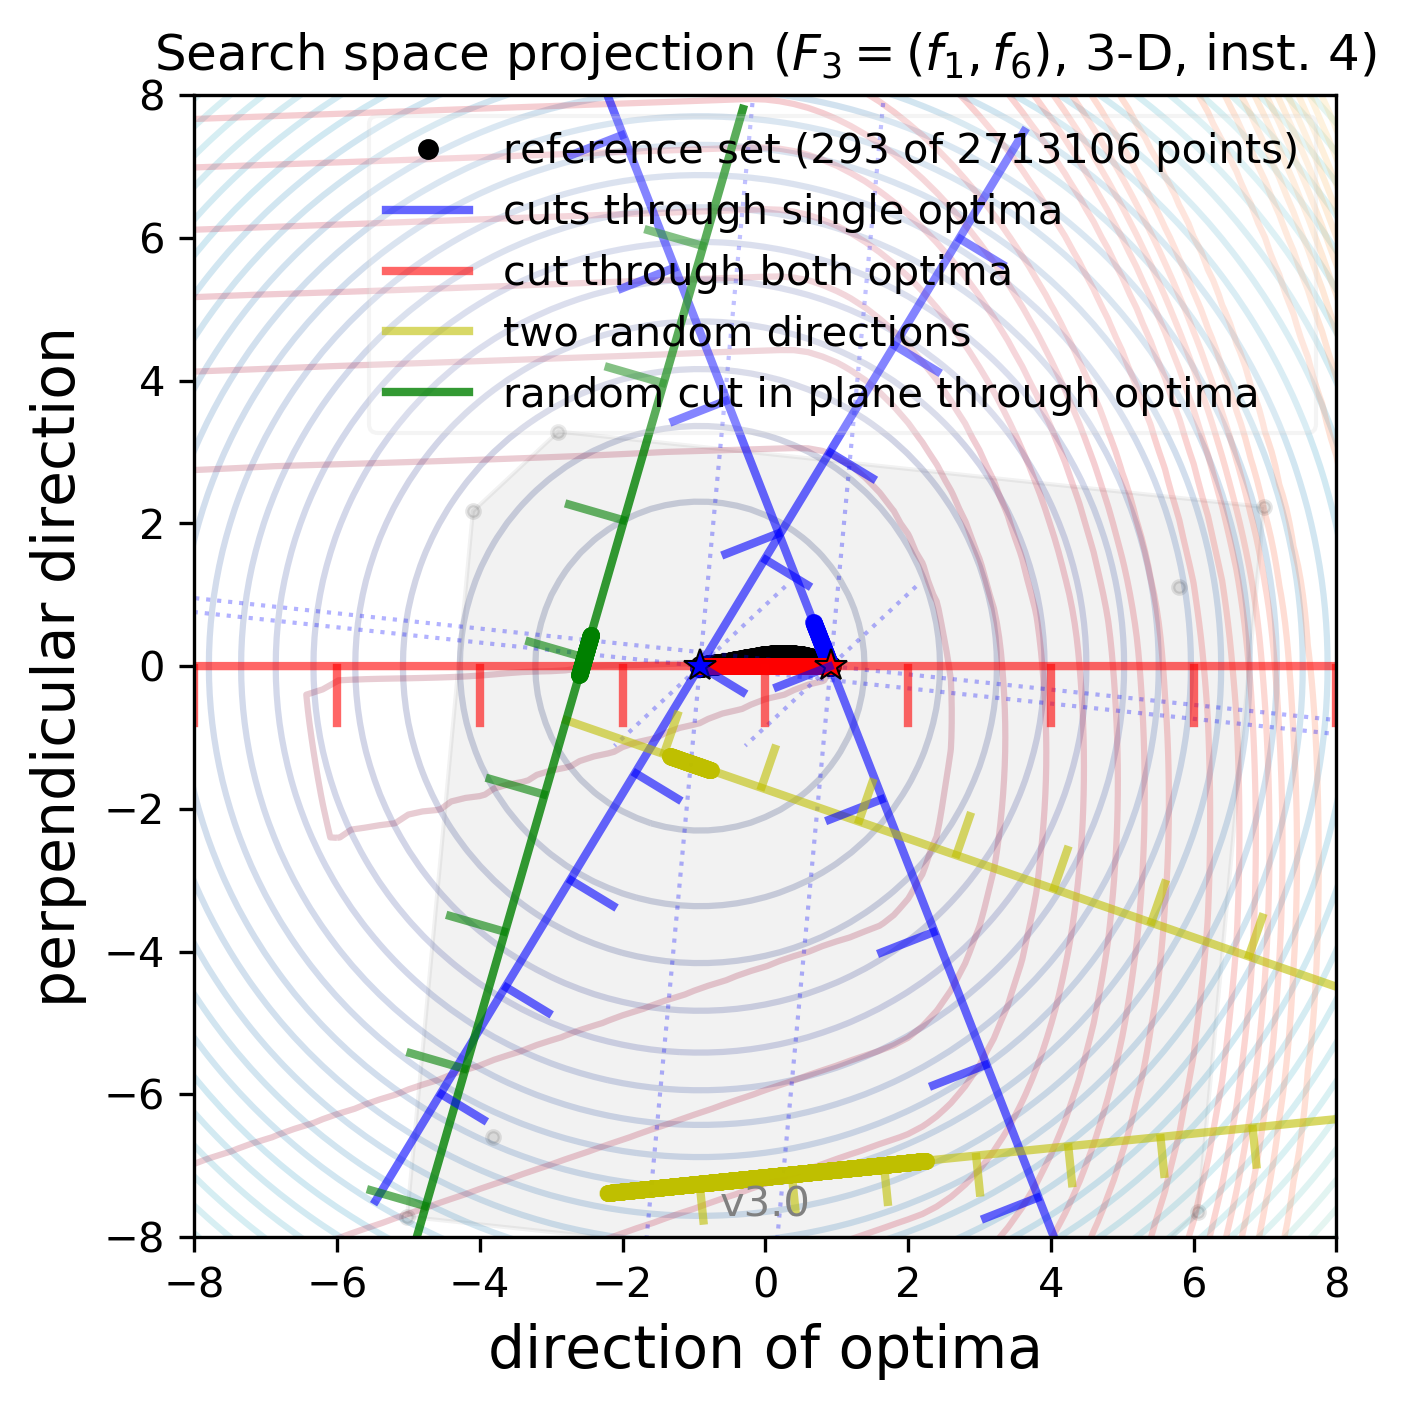 Search space projection (F₃ = (f₁, f₆), 3-D, inst. 4)
reference set (293 of 2713106 points)
cuts through single optima
cut through both optima
two random directions
random cut in plane through optima
8
6
4
2
0
−2
−4
−6
−8
perpendicular direction
v3.0
−8 −6 −4 −2 0 2 4 6 8
direction of optima